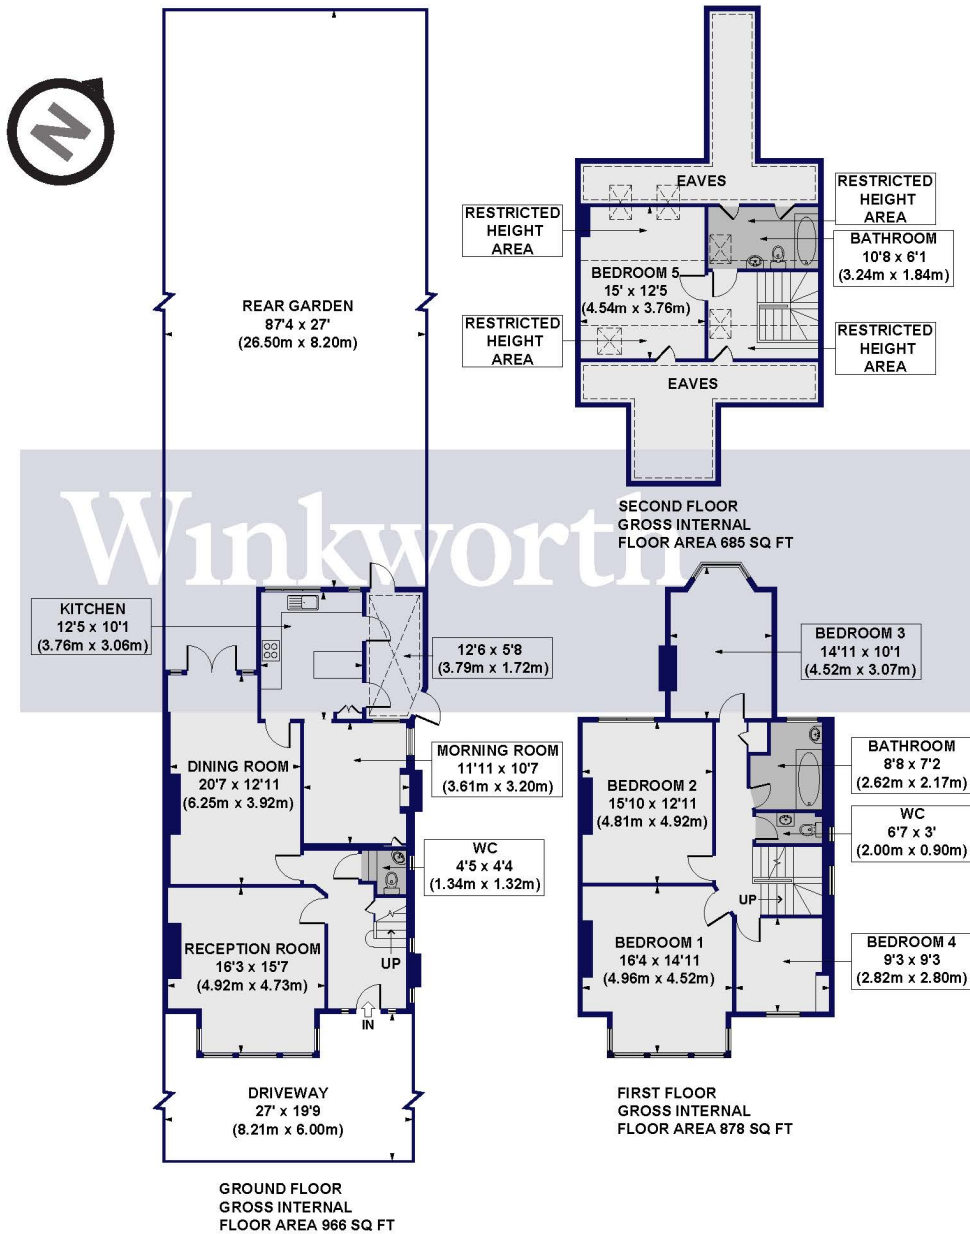 N
REAR GARDEN
87'4 x 27'
(26.50m x 8.20m)
Winkworth
KITCHEN
12'5 x 10'1
(3.76m x 3.06m)
12'6 x 5'8
(3.79m x 1.72m)
DINING ROOM
20'7 x 12'11
(6.25m x 3.92m)
MORNING ROOM
11'11 x 10'7
(3.61m x 3.20m)
WC
4'5 x 4'4
(1.34m x 1.32m)
RECEPTION ROOM
16'3 x 15'7
(4.92m x 4.73m)
UP
IN
DRIVEWAY
27' x 19'9
(8.21m x 6.00m)
GROUND FLOOR
GROSS INTERNAL
FLOOR AREA 966 SQ FT
EAVES
RESTRICTED
HEIGHT
AREA
RESTRICTED
HEIGHT
AREA
BATHROOM
10'8 x 6'1
(3.24m x 1.84m)
BEDROOM 5
15' x 12'5
(4.54m x 3.76m)
RESTRICTED
HEIGHT
AREA
RESTRICTED
HEIGHT
AREA
EAVES
SECOND FLOOR
GROSS INTERNAL
FLOOR AREA 685 SQ FT
BEDROOM 3
14'11 x 10'1
(4.52m x 3.07m)
BEDROOM 2
15'10 x 12'11
(4.81m x 4.92m)
BATHROOM
8'8 x 7'2
(2.62m x 2.17m)
WC
6'7 x 3'
(2.00m x 0.90m)
UP
BEDROOM 1
16'4 x 14'11
(4.96m x 4.52m)
BEDROOM 4
9'3 x 9'3
(2.82m x 2.80m)
FIRST FLOOR
GROSS INTERNAL
FLOOR AREA 878 SQ FT